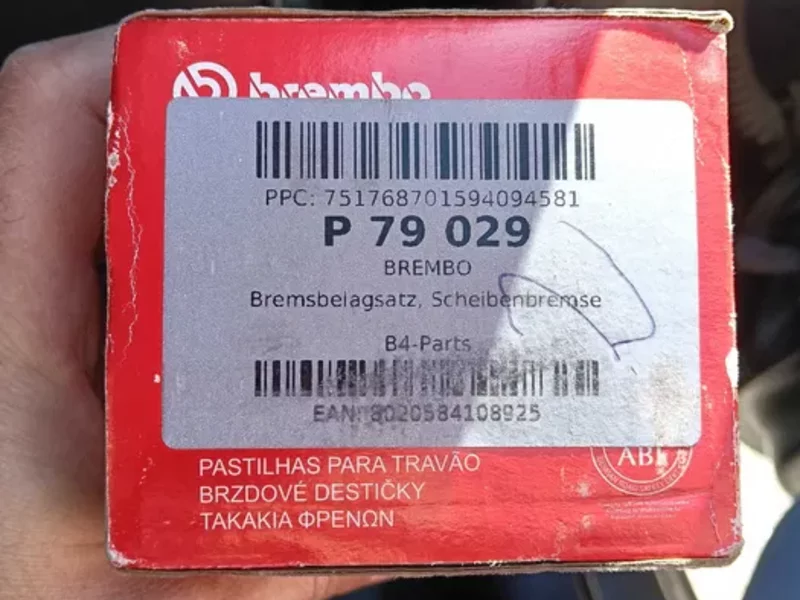 brembo
PPC: 751768701594094581
P 79 029
BREMBO
Bremsbelagsatz, Scheibenbremse
B4-Parts
EAN: 8020584108925
PASTILHAS PARA TRAVÃO
BRZDOVÉ DESTIČKY
ΤΑΚΑΚΙΑ ΦΡΕΝΩΝ